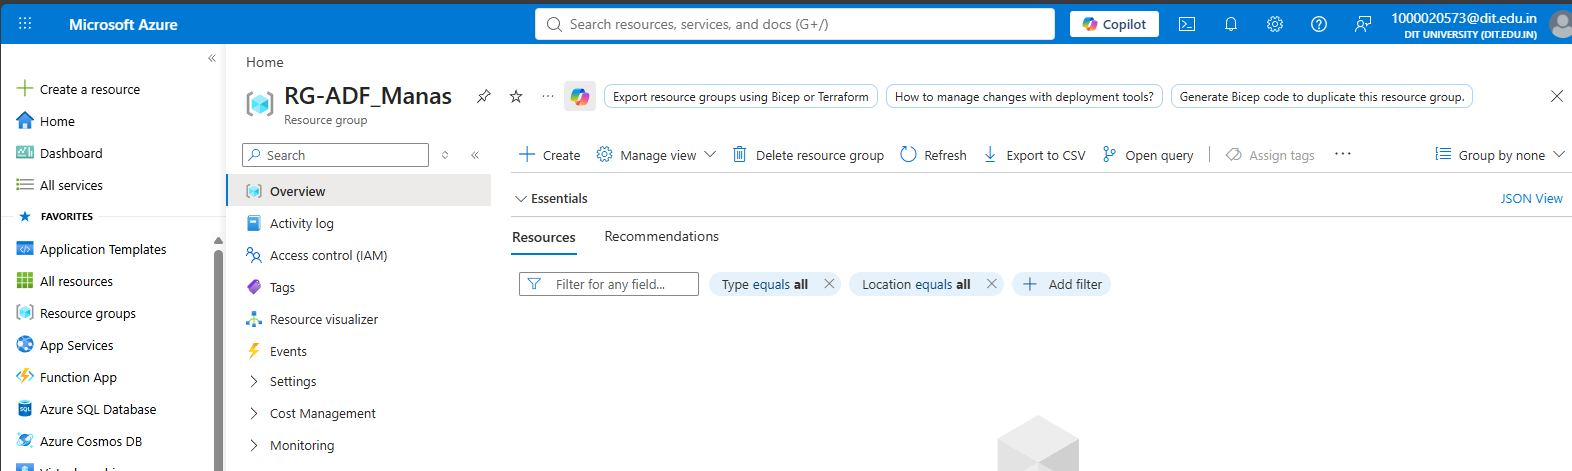 Microsoft Azure
Search resources, services, and docs (G+/)
Copilot
1000020573@dit.edu.in
DIT UNIVERSITY (DIT.EDU.IN)
Create a resource
Home
Dashboard
All services
FAVORITES
Application Templates
All resources
Resource groups
App Services
Function App
Azure SQL Database
Azure Cosmos DB
Home
RG-ADF_Manas
Resource group
Export resource groups using Bicep or Terraform
How to manage changes with deployment tools?
Generate Bicep code to duplicate this resource group.
Search
Overview
Activity log
Access control (IAM)
Tags
Resource visualizer
Events
Settings
Cost Management
Monitoring
Create
Manage view
Delete resource group
Refresh
Export to CSV
Open query
Assign tags
Group by none
Essentials
JSON View
Resources
Recommendations
Filter for any field...
Type equals all
Location equals all
Add filter